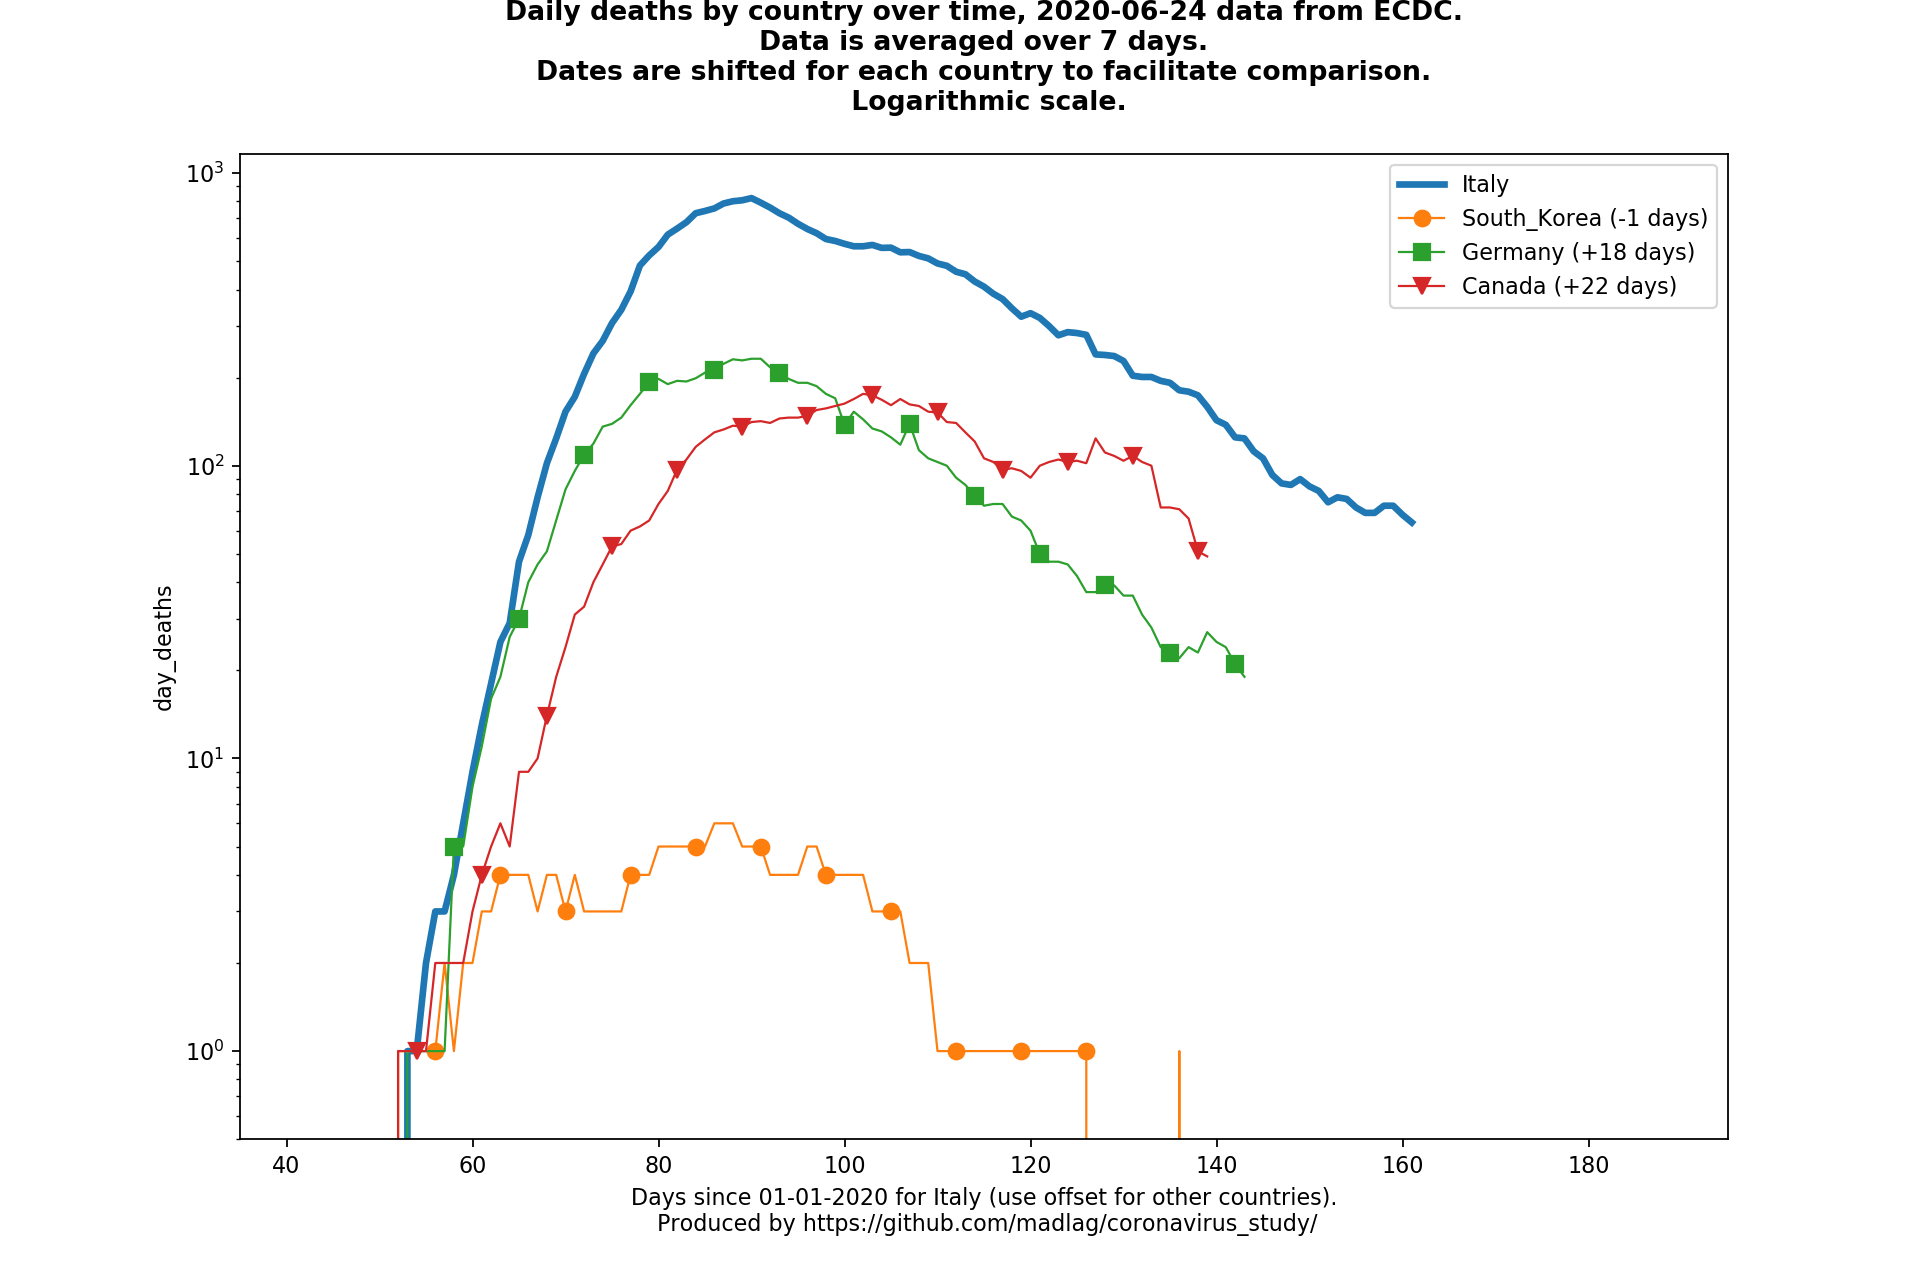 Daily deaths by country over time, 2020-06-24 data from ECDC.
Data is averaged over 7 days.
Dates are shifted for each country to facilitate comparison.
Logarithmic scale.
10³
10²
10¹
10⁰
day_deaths
Italy
South_Korea (-1 days)
Germany (+18 days)
Canada (+22 days)
40 60 80 100 120 140 160 180
Days since 01-01-2020 for Italy (use offset for other countries).
Produced by https://github.com/madlag/coronavirus_study/